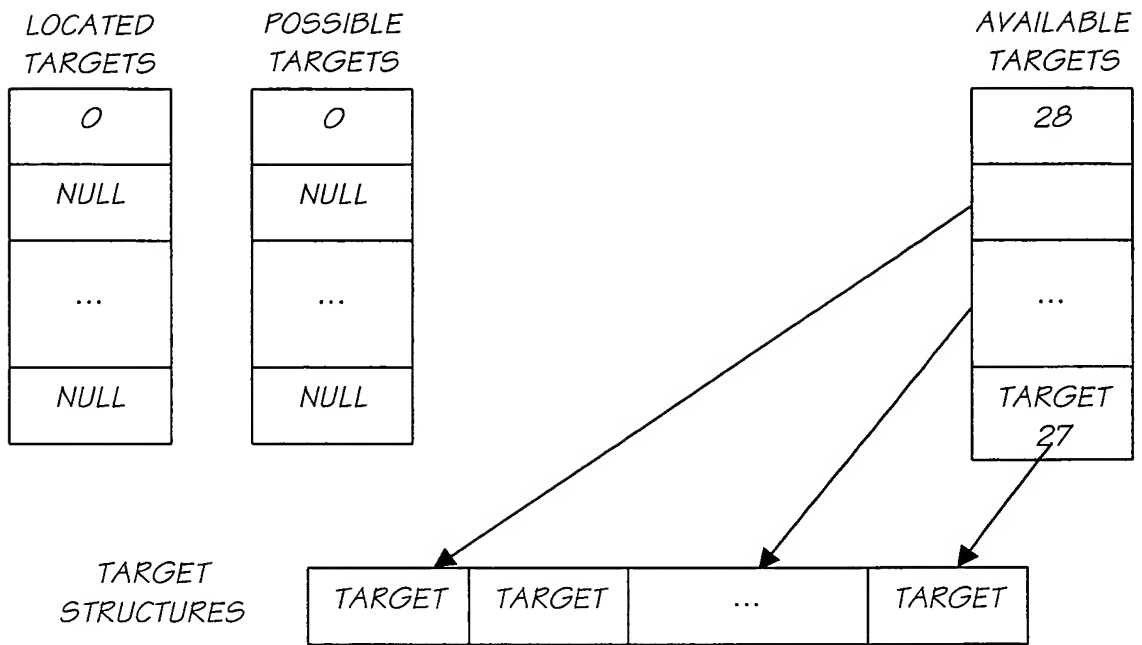 LOCATED
TARGETS
0
NULL
...
NULL
POSSIBLE
TARGETS
0
NULL
...
NULL
AVAILABLE
TARGETS
28
...
TARGET
27
TARGET
STRUCTURES
TARGET
TARGET
...
TARGET